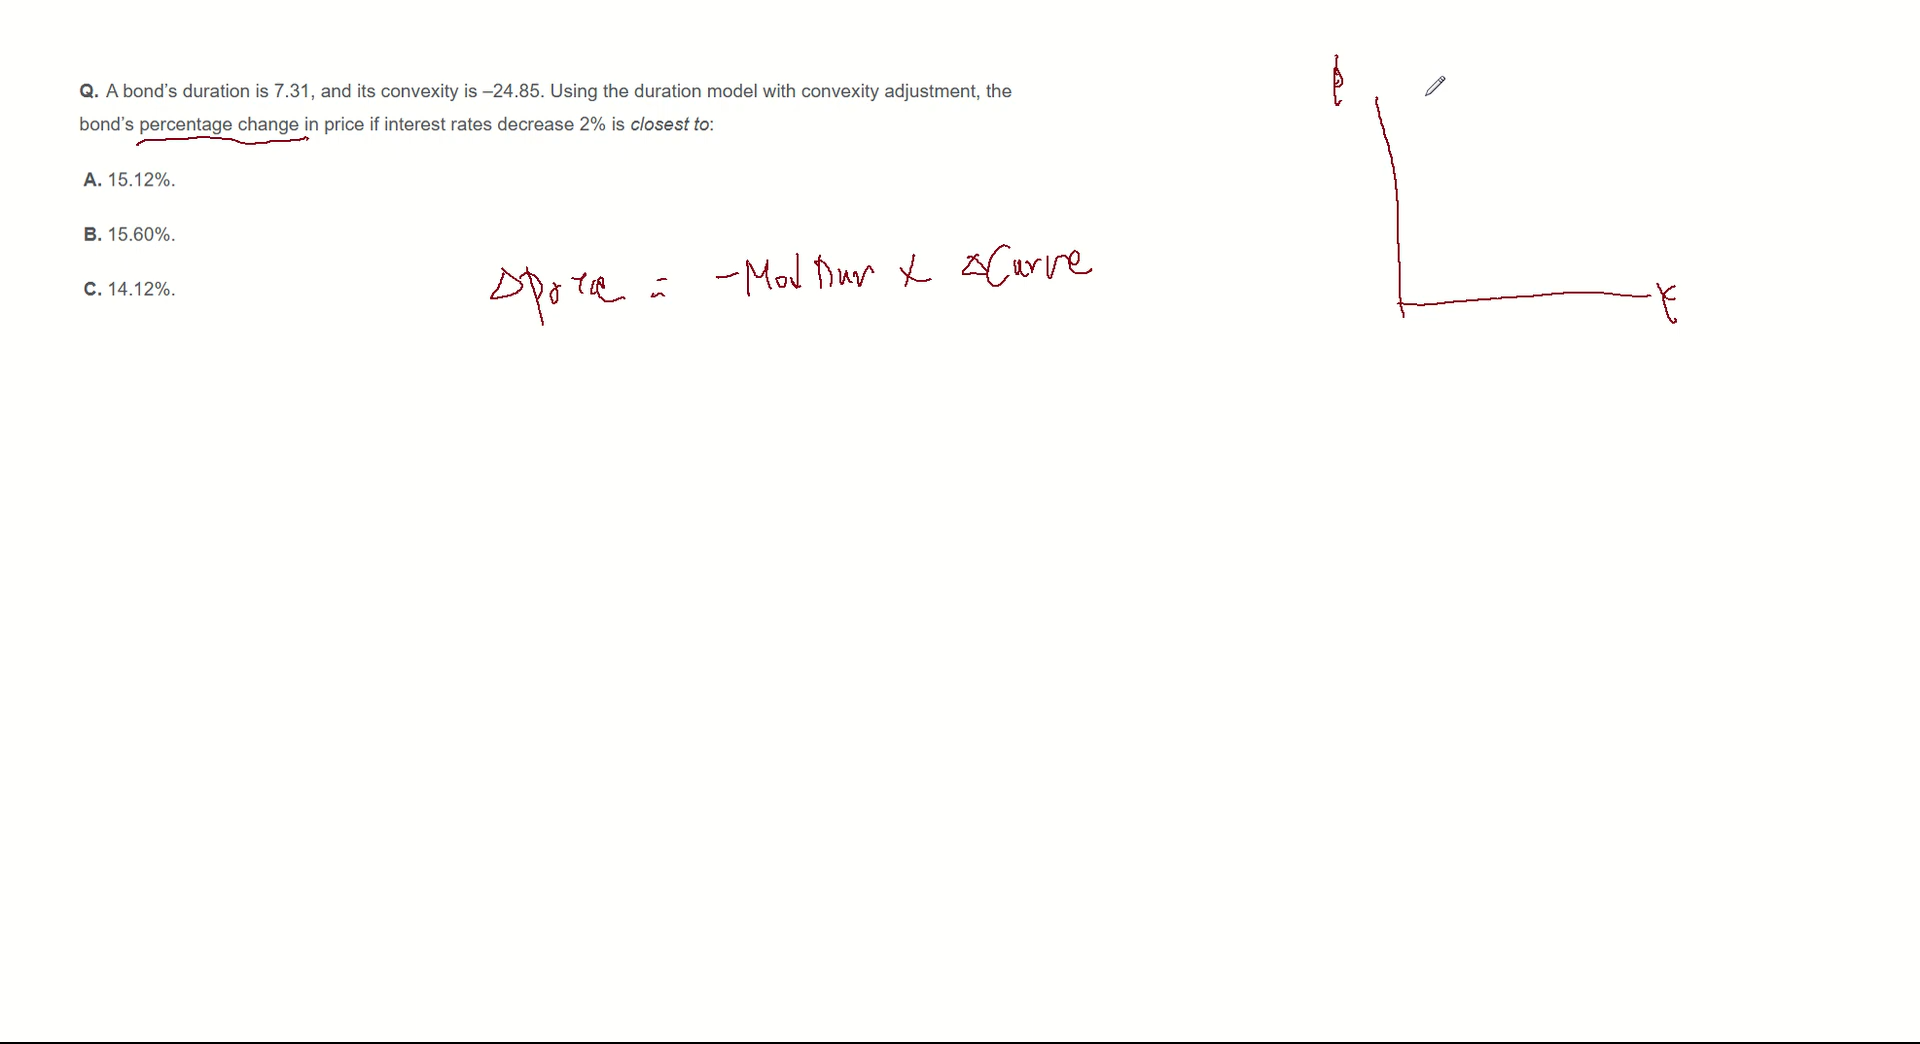 Q. A bond's duration is 7.31, and its convexity is –24.85. Using the duration model with convexity adjustment, the
bond's percentage change in price if interest rates decrease 2% is closest to:
A. 15.12%.
B. 15.60%.
C. 14.12%.
= -Mod Dur × ΔCurve